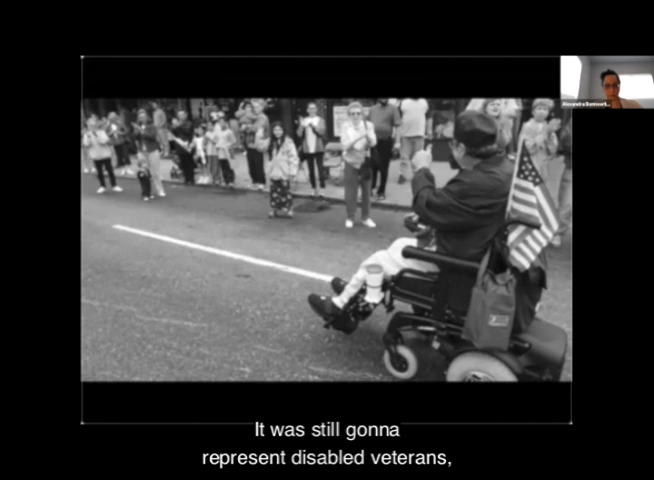 It was still gonna
represent disabled veterans,